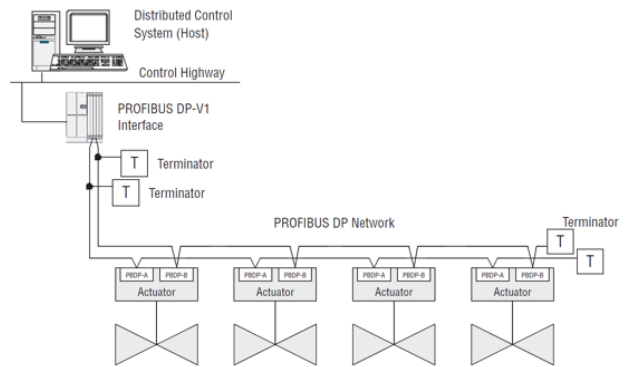 Distributed Control
System (Host)
Control Highway
PROFIBUS DP-V1
Interface
T Terminator
T Terminator
PROFIBUS DP Network
Terminator
T
T
PBDP-A PBDP-B PBDP-A PBDP-B PBDP-A PBDP-B PBDP-A PBDP-B
Actuator Actuator Actuator Actuator